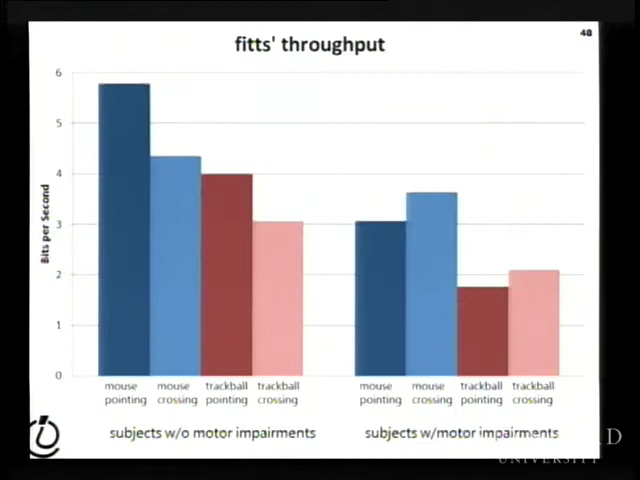 48
fitts' throughput
6
5
4
3
2
1
0
Bits per Second
mouse pointing
mouse crossing
trackball pointing
trackball crossing
mouse pointing
mouse crossing
trackball pointing
trackball crossing
subjects w/o motor impairments
subjects w/motor impairments
UNIVERSITY